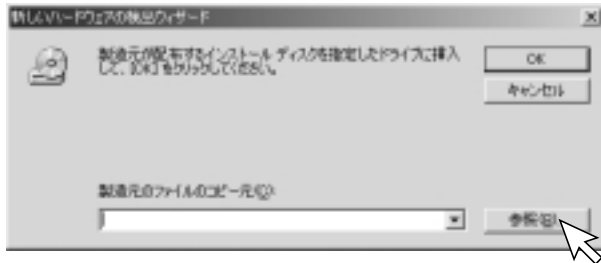 新しいハードウェアの検出ウィザード
製造元が配布するインストール ディスクを指定したドライブに挿入
して、[OK] をクリックしてください。
OK
キャンセル
製造元のファイルのコピー元(C):
参照(B)...